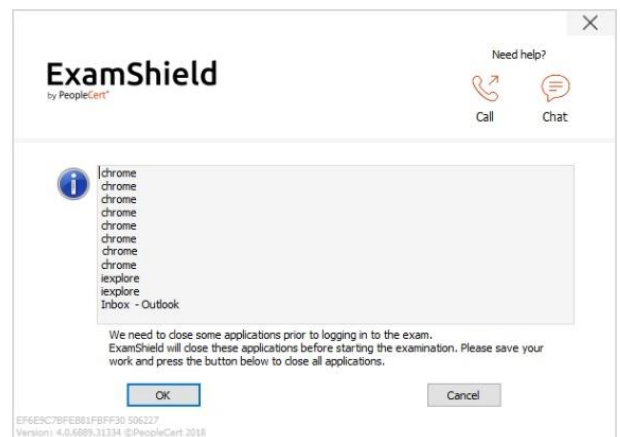 Need help?
ExamShield
by PeopleCert
Call
Chat
chrome
chrome
chrome
chrome
chrome
chrome
chrome
chrome
iexplore
iexplore
Inbox - Outlook
We need to close some applications prior to logging in to the exam.
ExamShield will close these applications before starting the examination. Please save your
work and press the button below to close all applications.
OK
Cancel
Version: 4.0.6889.31334 ©PeopleCert 2018